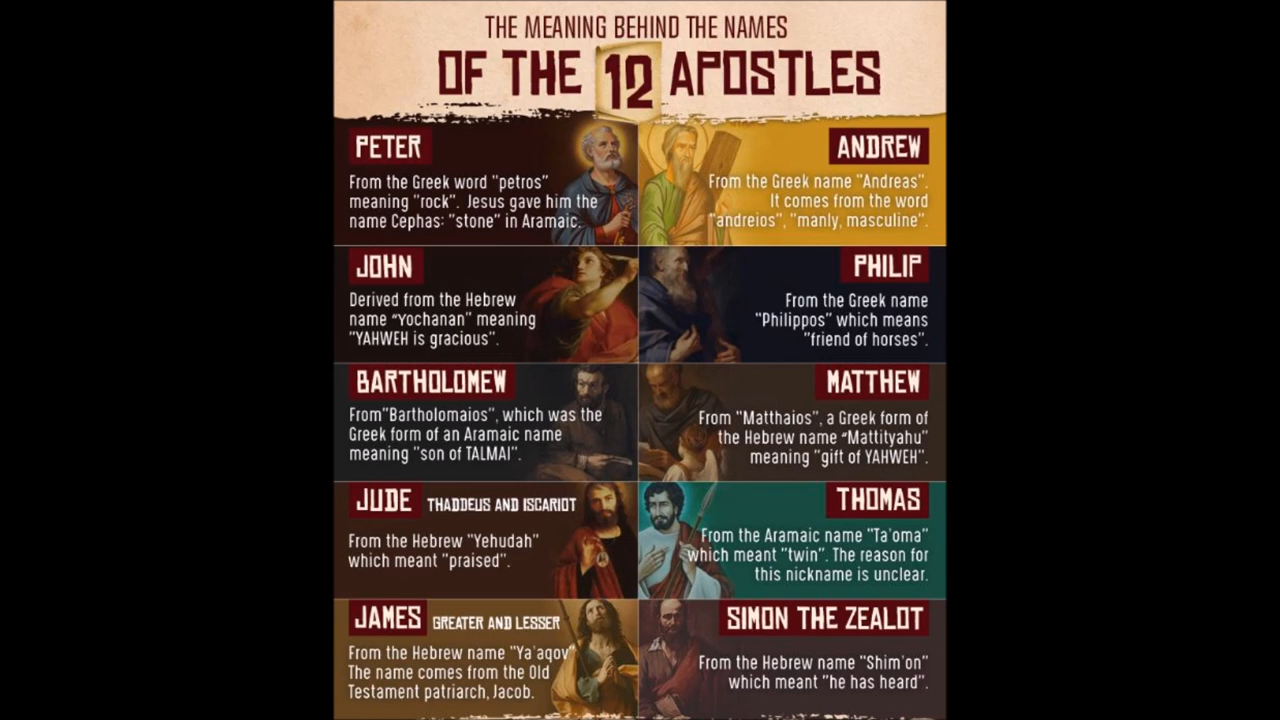 THE MEANING BEHIND THE NAMES
OF THE 12 APOSTLES
PETER
From the Greek word "petros"
meaning "rock". Jesus gave him the
name Cephas: "stone" in Aramaic.
ANDREW
From the Greek name "Andreas".
It comes from the word
"andreios", "manly, masculine".
JOHN
Derived from the Hebrew
name "Yochanan" meaning
"YAHWEH is gracious".
PHILIP
From the Greek name
"Philippos" which means
"friend of horses".
BARTHOLOMEW
From"Bartholomaios", which was the
Greek form of an Aramaic name
meaning "son of TALMAI".
MATTHEW
From "Matthaios", a Greek form of
the Hebrew name "Mattityahu"
meaning "gift of YAHWEH".
JUDE THADDEUS AND ISCARIOT
From the Hebrew "Yehudah"
which meant "praised".
THOMAS
From the Aramaic name "Ta'oma"
which meant "twin". The reason for
this nickname is unclear.
JAMES GREATER AND LESSER
From the Hebrew name "Ya'aqov"
The name comes from the Old
Testament patriarch, Jacob.
SIMON THE ZEALOT
From the Hebrew name "Shim'on"
which meant "he has heard".